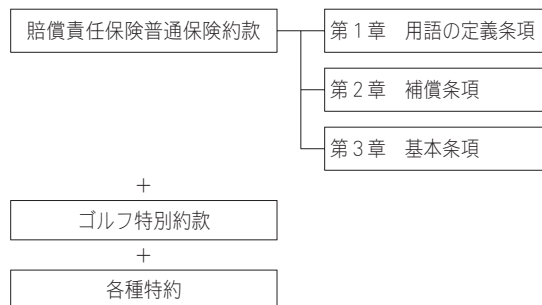 賠償責任保険普通保険約款
第1章　用語の定義条項
第2章　補償条項
第3章　基本条項
＋
ゴルフ特別約款
＋
各種特約